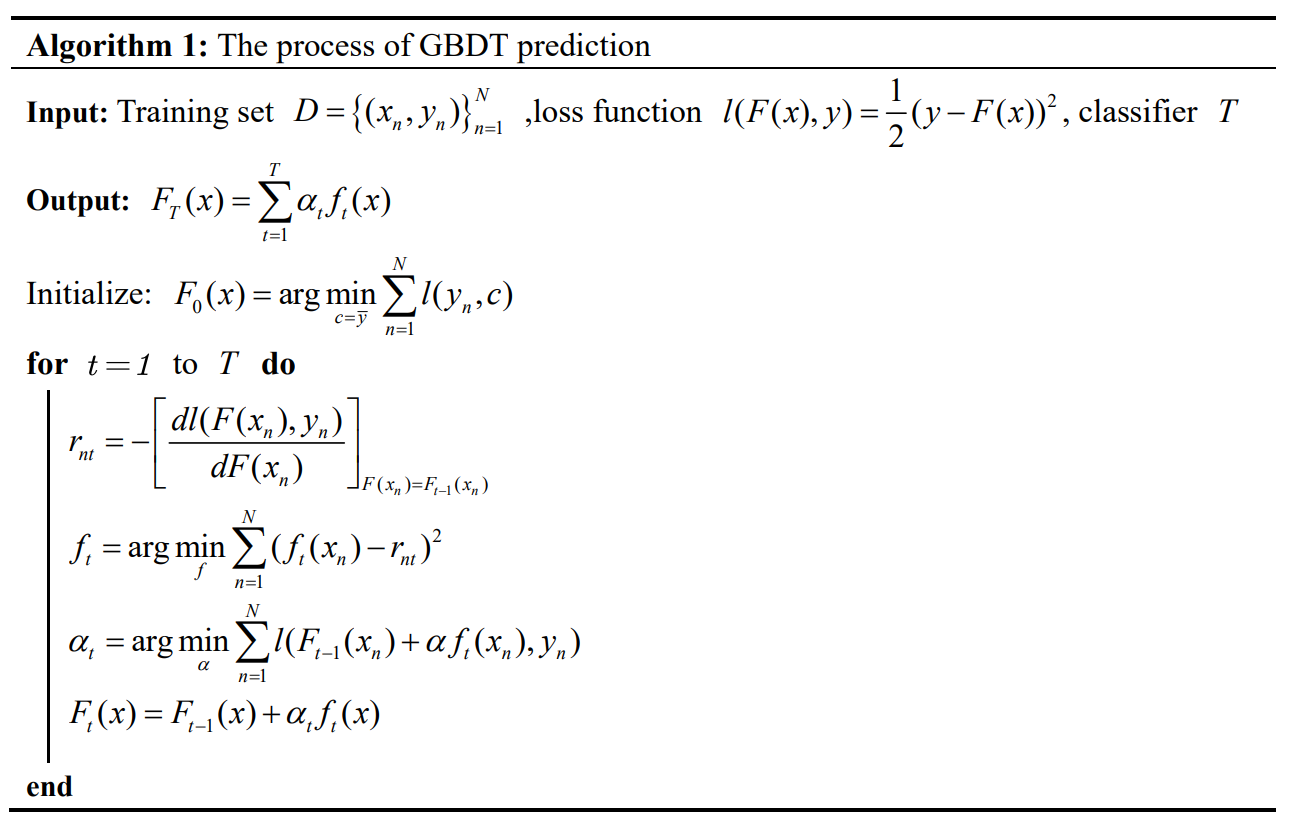 Algorithm 1: The process of GBDT prediction
Input: Training set $D=\{(x_n,y_n)\}_{n=1}^{N}$ ,loss function $l(F(x),y)=\frac{1}{2}(y-F(x))^2$, classifier $T$
Output: $F_T(x)=\sum_{t=1}^{T}\alpha_t f_t(x)$
Initialize: $F_0(x)=\arg\min_{c=\bar{y}}\sum_{n=1}^{N}l(y_n,c)$
for $t=1$ to $T$ do
$r_{nt}=-\left[\frac{dl(F(x_n),y_n)}{dF(x_n)}\right]_{F(x_n)=F_{t-1}(x_n)}$
$f_t=\arg\min_{f}\sum_{n=1}^{N}(f_t(x_n)-r_{nt})^2$
$\alpha_t=\arg\min_{\alpha}\sum_{n=1}^{N}l(F_{t-1}(x_n)+\alpha f_t(x_n),y_n)$
$F_t(x)=F_{t-1}(x)+\alpha_t f_t(x)$
end